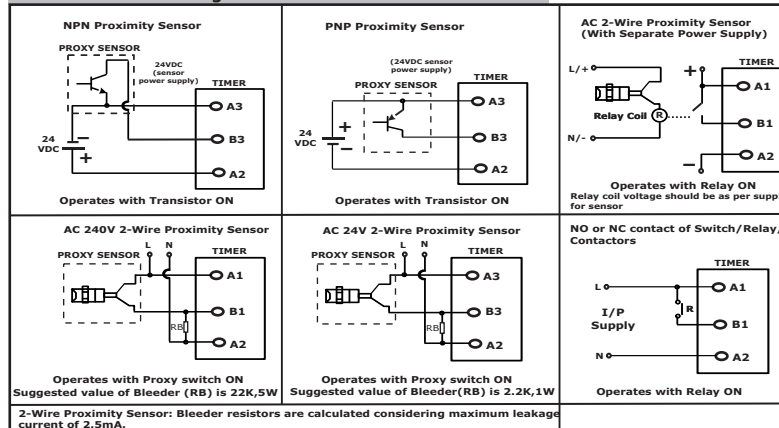 NPN Proximity Sensor
PROXY SENSOR
24VDC
(sensor
power supply)
TIMER
A3
B3
A2
24
VDC
−
+
Operates with Transistor ON
PNP Proximity Sensor
(24VDC sensor
power supply)
PROXY SENSOR
TIMER
A3
B3
A2
24
VDC
+
−
Operates with Transistor ON
AC 2-Wire Proximity Sensor
(With Separate Power Supply)
TIMER
L/+
+
A1
Relay Coil
R
B1
N/-
−
A2
Operates with Relay ON
Relay coil voltage should be as per
for sensor
AC 240V 2-Wire Proximity Sensor
L N
PROXY SENSOR
TIMER
A1
B1
RB
A2
Operates with Proxy switch ON
Suggested value of Bleeder (RB) is 22K,5W
AC 24V 2-Wire Proximity Sensor
L N
PROXY SENSOR
TIMER
A3
B3
RB
A2
Operates with Proxy switch ON
Suggested value of Bleeder(RB) is 2.2K,1W
NO or NC contact of Switch/Relay/
Contactors
TIMER
L
A1
I/P
Supply
R
B1
N
A2
Operates with Relay ON
2-Wire Proximity Sensor: Bleeder resistors are calculated considering maximum leakage
current of 2.5mA.